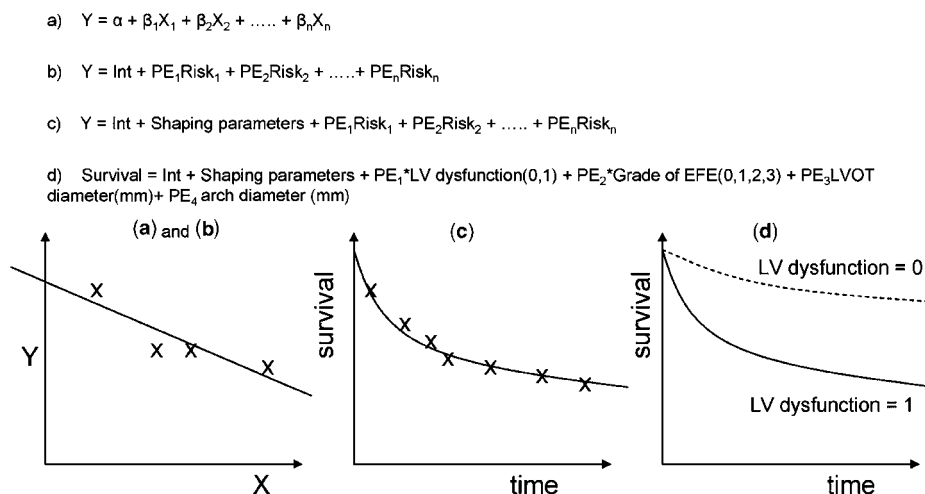 a) Y = α + β₁X₁ + β₂X₂ + ..... + βₙXₙ
b) Y = Int + PE₁Risk₁ + PE₂Risk₂ + .....+ PEₙRiskₙ
c) Y = Int + Shaping parameters + PE₁Risk₁ + PE₂Risk₂ + ..... + PEₙRiskₙ
d) Survival = Int + Shaping parameters + PE₁*LV dysfunction(0,1) + PE₂*Grade of EFE(0,1,2,3) + PE₃LVOT
diameter(mm)+ PE₄ arch diameter (mm)
(a) and (b)
Y
X
(c)
survival
time
(d)
survival
LV dysfunction = 0
LV dysfunction = 1
time